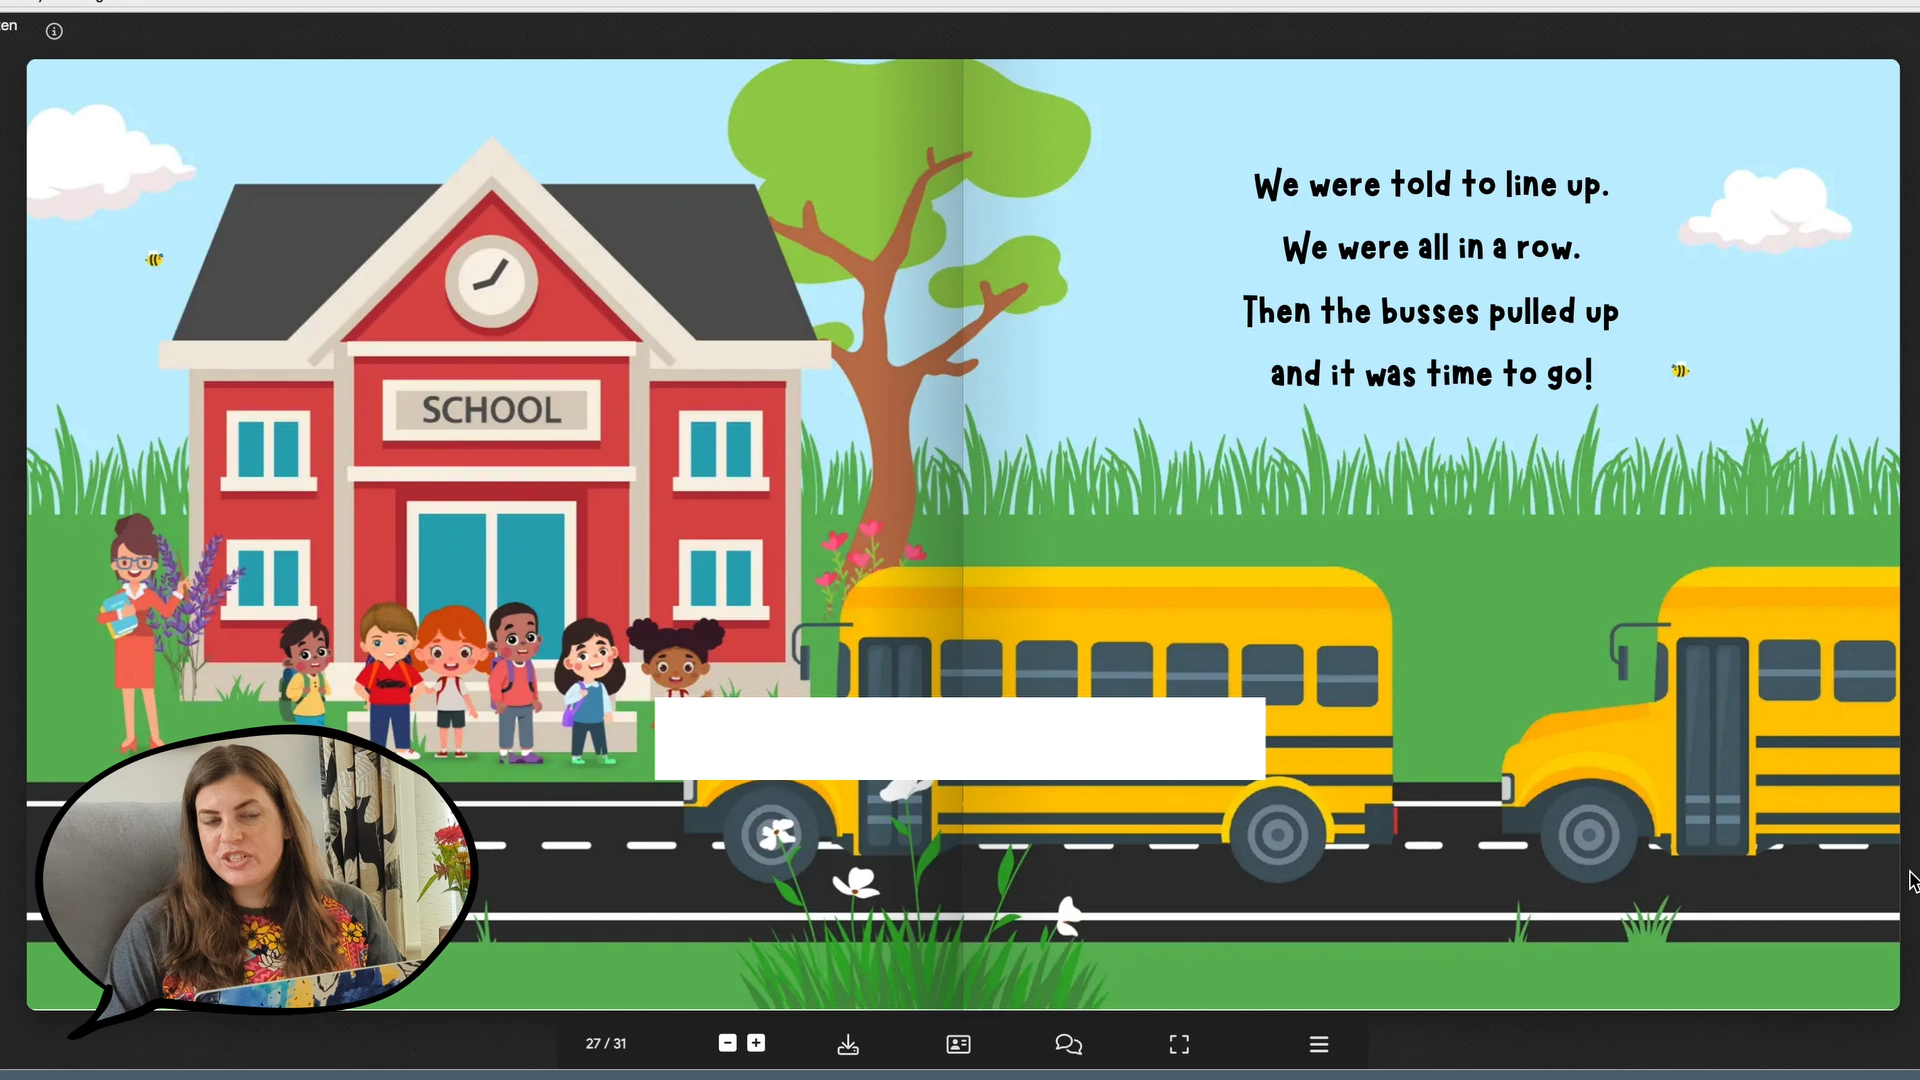 en
SCHOOL
We were told to line up.
We were all in a row.
Then the busses pulled up
and it was time to go!
27 / 31